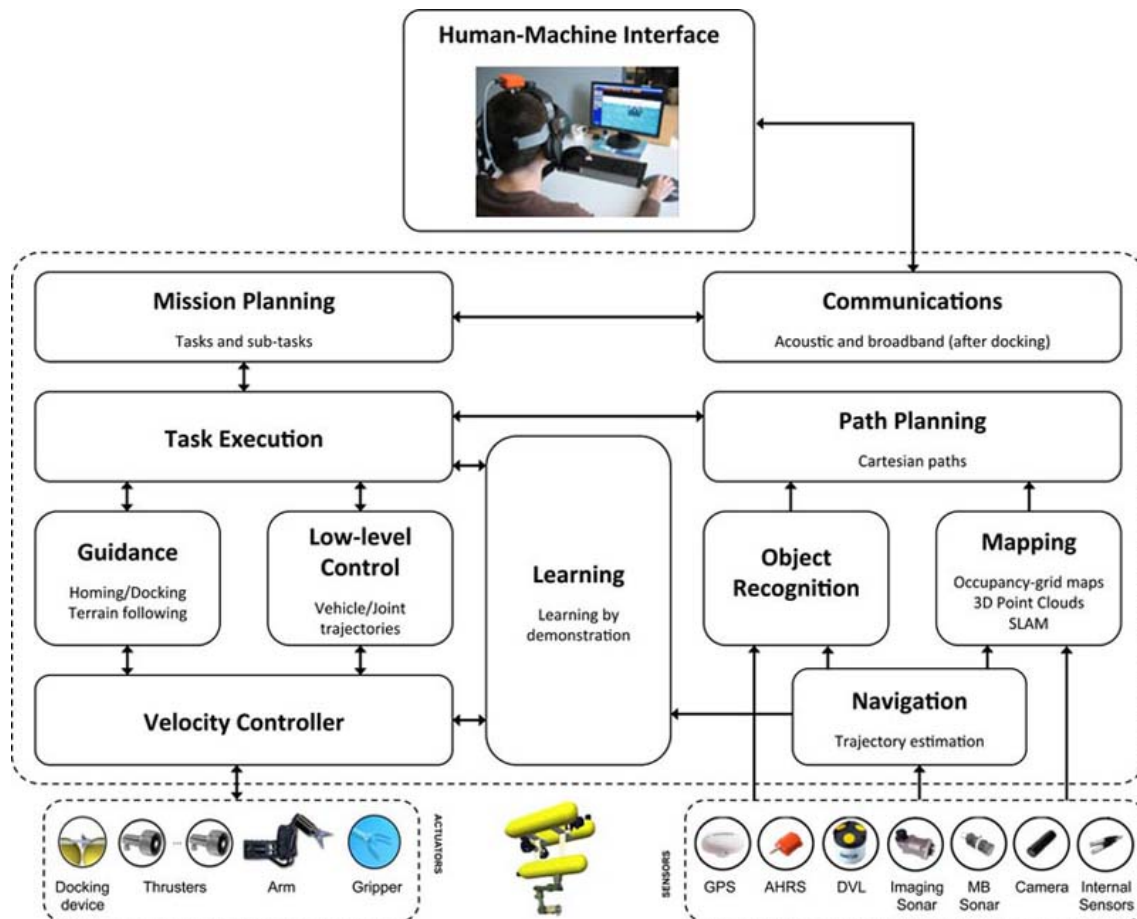 Human-Machine Interface
Mission Planning
Tasks and sub-tasks
Communications
Acoustic and broadband (after docking)
Task Execution
Path Planning
Cartesian paths
Guidance
Homing/Docking
Terrain following
Low-level
Control
Vehicle/Joint
trajectories
Learning
Learning by
demonstration
Object
Recognition
Mapping
Occupancy-grid maps
3D Point Clouds
SLAM
Velocity Controller
Navigation
Trajectory estimation
ACTUATORS
Docking
device
Thrusters
Arm
Gripper
SENSORS
GPS
AHRS
DVL
Imaging
Sonar
MB
Sonar
Camera
Internal
Sensors